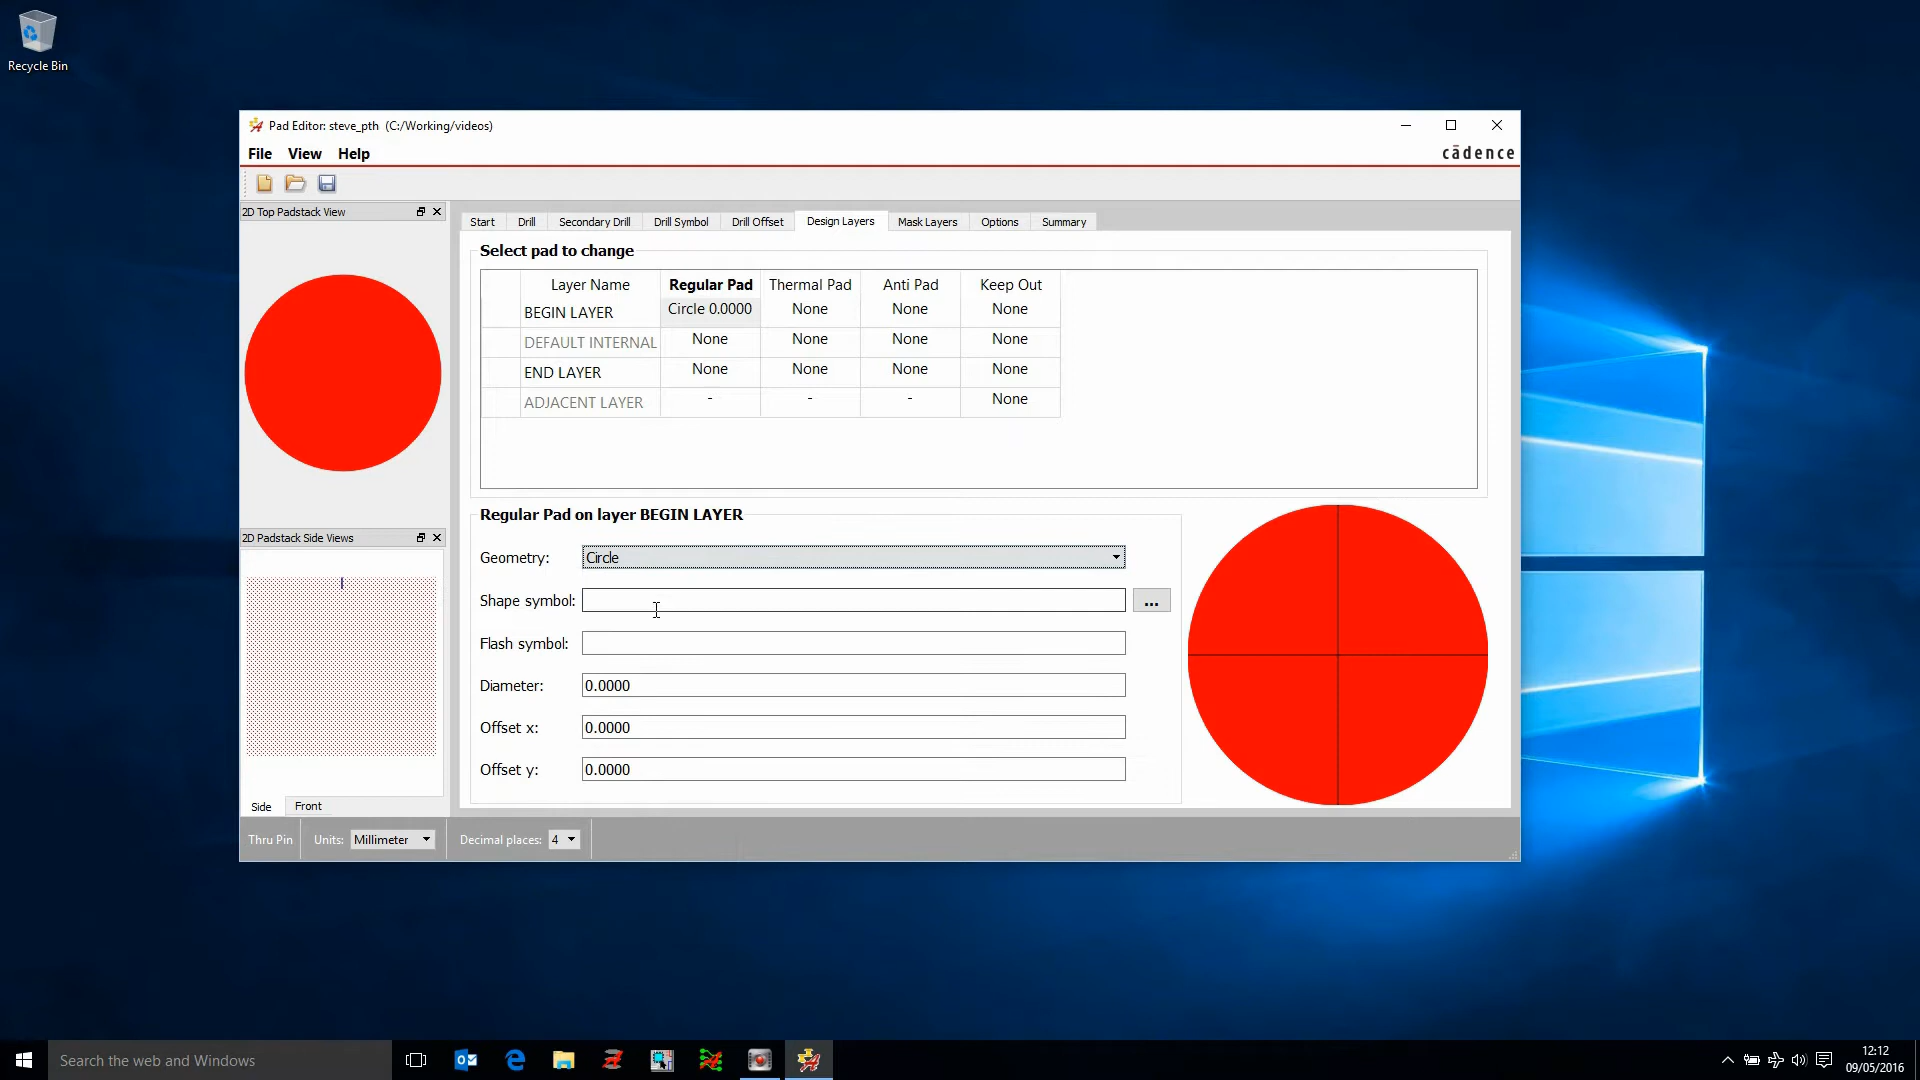 Recycle Bin
Pad Editor: steve_pth (C:/Working/videos)
File View Help
cādence
2D Top Padstack View
Start Drill Secondary Drill Drill Symbol Drill Offset Design Layers Mask Layers Options Summary
Select pad to change
Layer Name Regular Pad Thermal Pad Anti Pad Keep Out
BEGIN LAYER Circle 0.0000 None None None
DEFAULT INTERNAL None None None None
END LAYER None None None None
ADJACENT LAYER - - - None
Regular Pad on layer BEGIN LAYER
2D Padstack Side Views
Geometry: Circle
Shape symbol: ...
Flash symbol:
Diameter: 0.0000
Offset x: 0.0000
Offset y: 0.0000
Side Front
Thru Pin Units: Millimeter Decimal places: 4
Search the web and Windows
12:12
09/05/2016